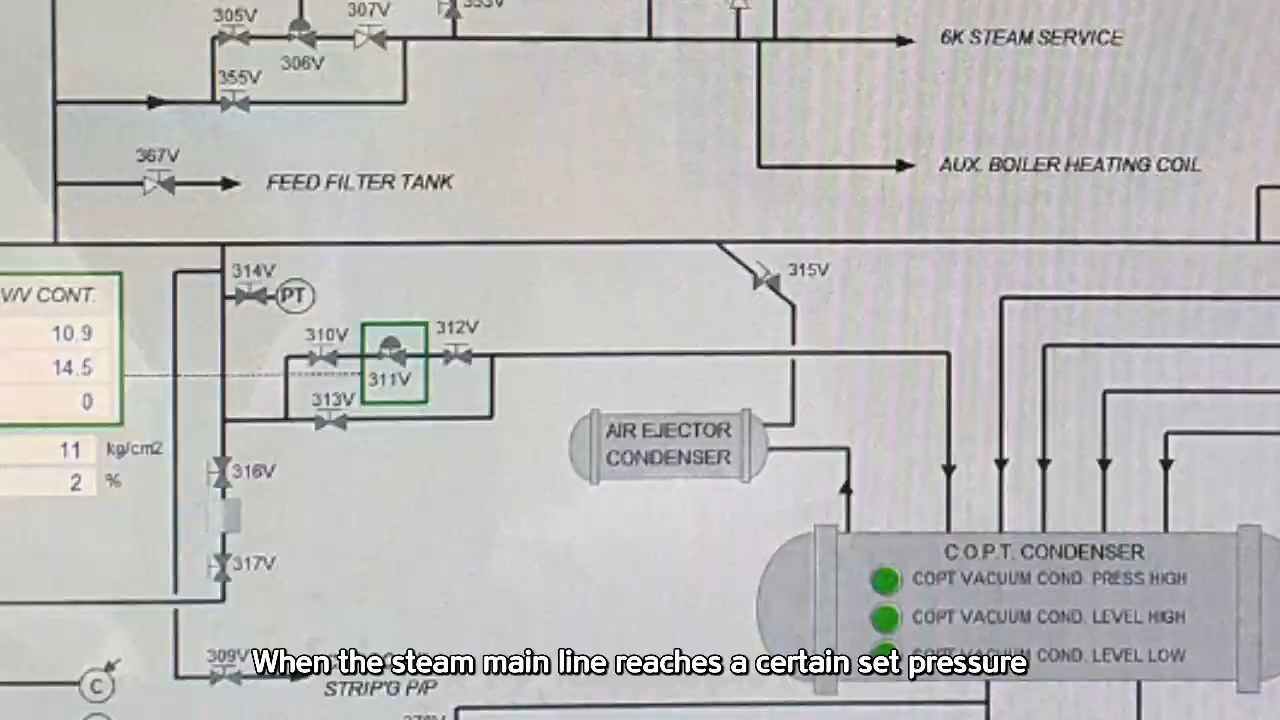 305V
307V
353V
306V
6K STEAM SERVICE
355V
367V
AUX. BOILER HEATING COIL
FEED FILTER TANK
314V
PT
315V
V/V CONT.
10.9
14.5
0
310V
312V
311V
313V
11 kg/cm2
2 %
AIR EJECTOR
CONDENSER
316V
317V
C.O.P.T. CONDENSER
COPT VACUUM COND. PRESS HIGH
COPT VACUUM COND. LEVEL HIGH
COND. LEVEL LOW
309V
When the steam main line reaches a certain set pressure
STRIP'G P/P
C